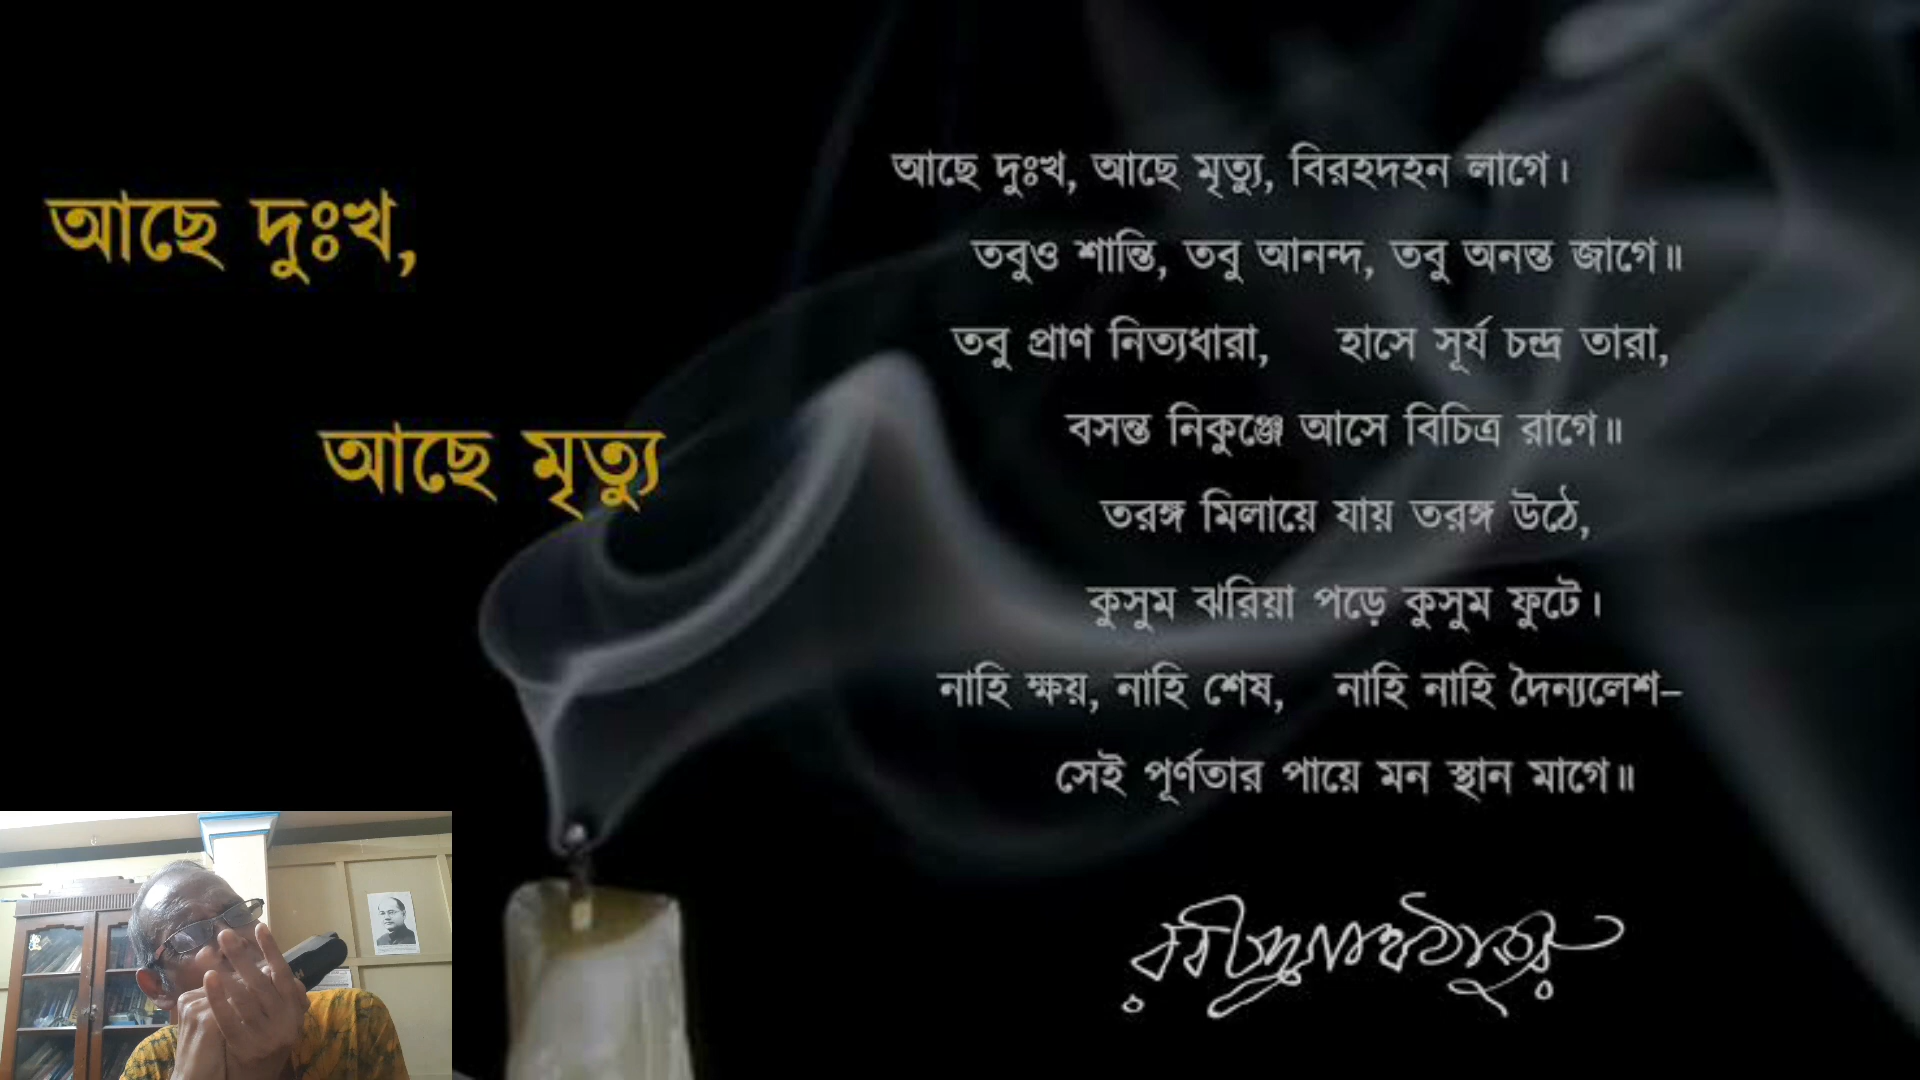 আছে দুঃখ,
আছে মৃত্যু
আছে দুঃখ, আছে মৃত্যু, বিরহদহন লাগে।
তবুও শান্তি, তবু আনন্দ, তবু অনন্ত জাগে॥
তবু প্রাণ নিত্যধারা, হাসে সূর্য চন্দ্র তারা,
বসন্ত নিকুঞ্জে আসে বিচিত্র রাগে॥
তরঙ্গ মিলায়ে যায় তরঙ্গ উঠে,
কুসুম ঝরিয়া পড়ে কুসুম ফুটে।
নাহি ক্ষয়, নাহি শেষ, নাহি নাহি দৈন্যলেশ–
সেই পূর্ণতার পায়ে মন স্থান মাগে॥
রবীন্দ্রনাথ ঠাকুর